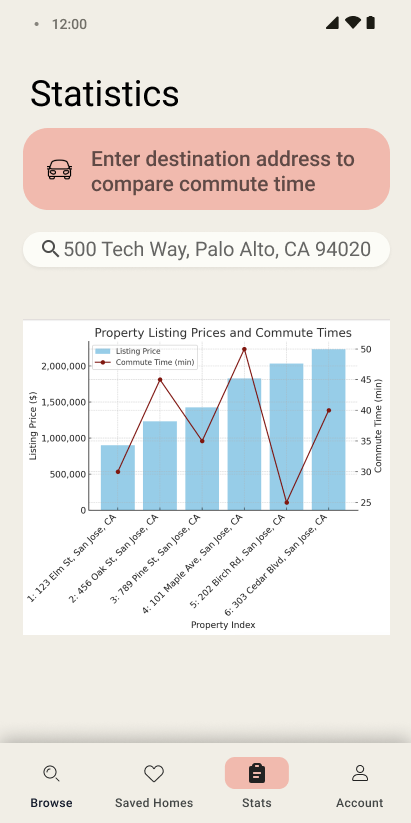 12:00
Statistics
Enter destination address to
compare commute time
500 Tech Way, Palo Alto, CA 94020
Property Listing Prices and Commute Times
Listing Price
Commute Time (min)
2,000,000
1,500,000
1,000,000
500,000
0
Listing Price ($)
50
45
40
35
30
25
Commute Time (min)
1: 123 Elm St, San Jose, CA
2: 456 Oak St, San Jose, CA
3: 789 Pine St, San Jose, CA
4: 101 Maple Ave, San Jose, CA
5: 202 Birch Rd, San Jose, CA
6: 303 Cedar Blvd, San Jose, CA
Property Index
Browse
Saved Homes
Stats
Account